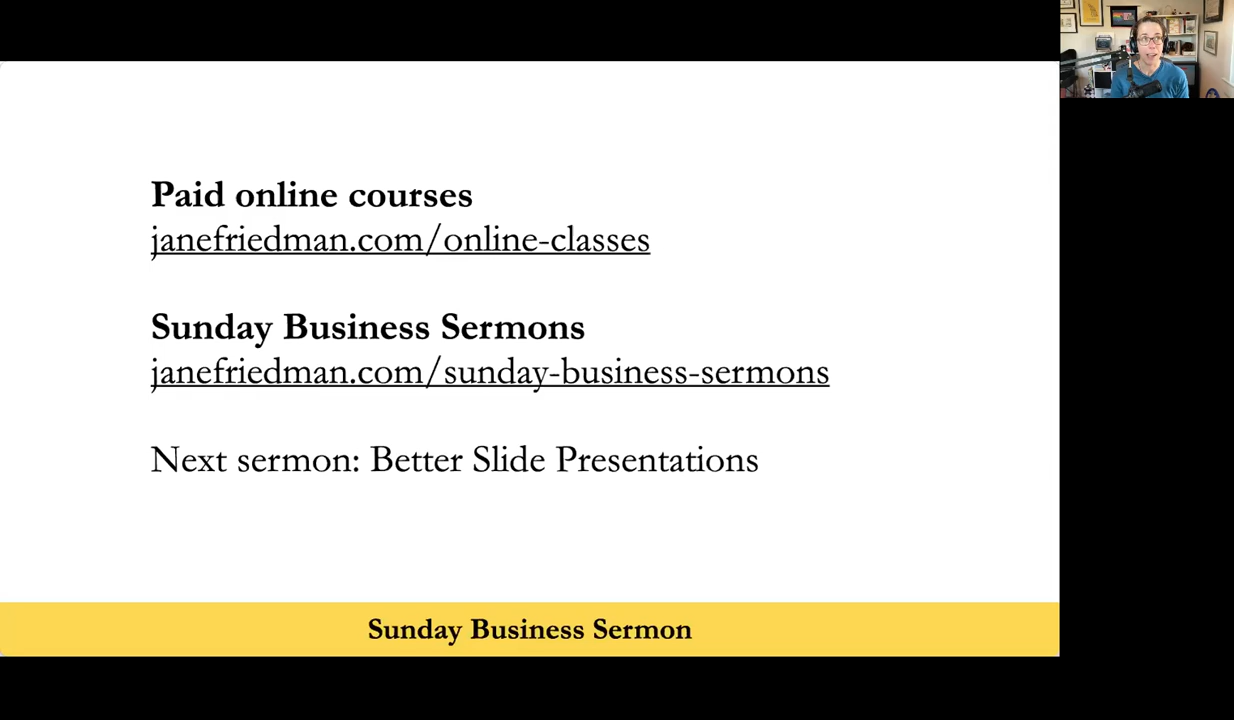 Paid online courses
janefriedman.com/online-classes
Sunday Business Sermons
janefriedman.com/sunday-business-sermons
Next sermon: Better Slide Presentations
Sunday Business Sermon